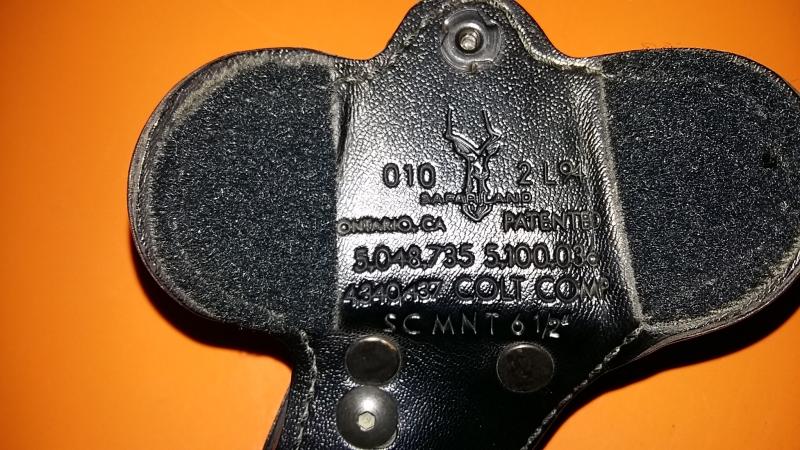 010 2 L
SAFARILAND
ONTARIO, CA PATENTED
5.048.735 5.100.036
4340437 COLT COMP
SC MNT 6 1/2"